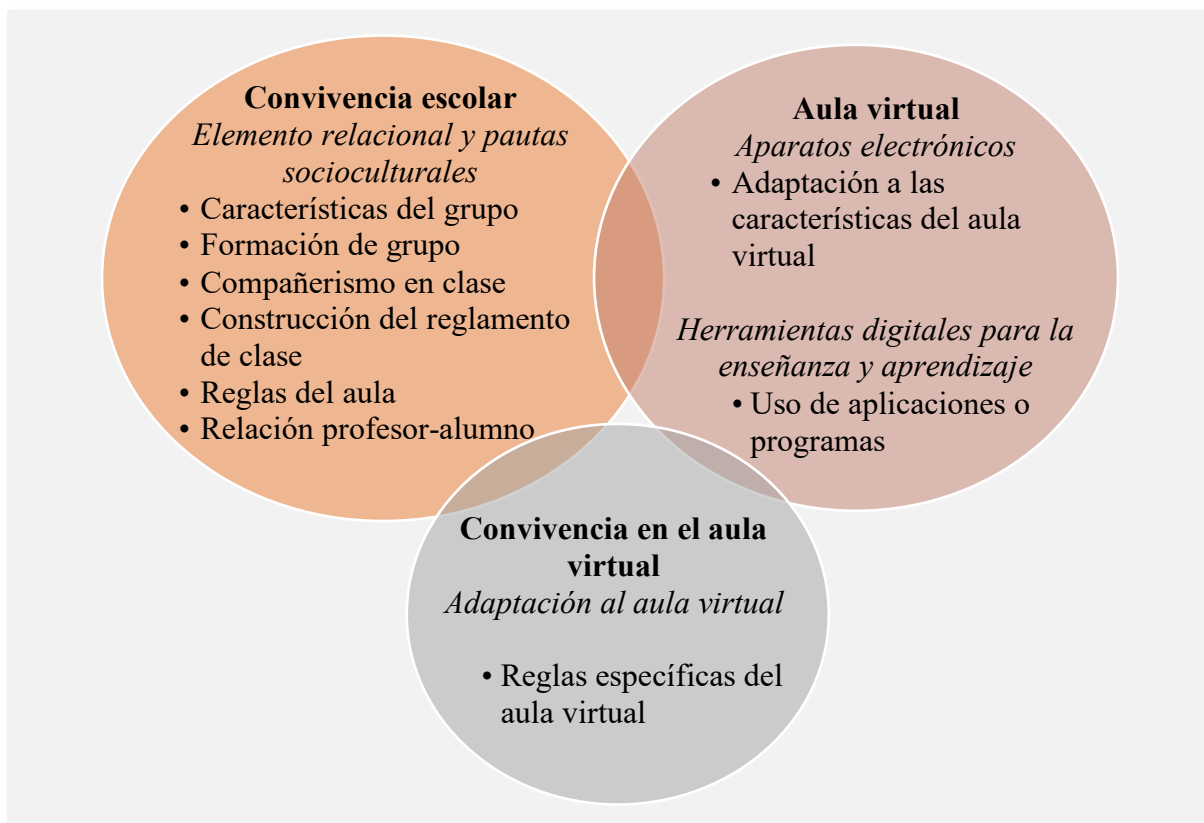 Convivencia escolar
Elemento relacional y pautas
socioculturales
• Características del grupo
• Formación de grupo
• Compañerismo en clase
• Construcción del reglamento
de clase
• Reglas del aula
• Relación profesor-alumno
Aula virtual
Aparatos electrónicos
• Adaptación a las
características del aula
virtual
Herramientas digitales para la
enseñanza y aprendizaje
• Uso de aplicaciones o
programas
Convivencia en el aula
virtual
Adaptación al aula virtual
• Reglas específicas del
aula virtual